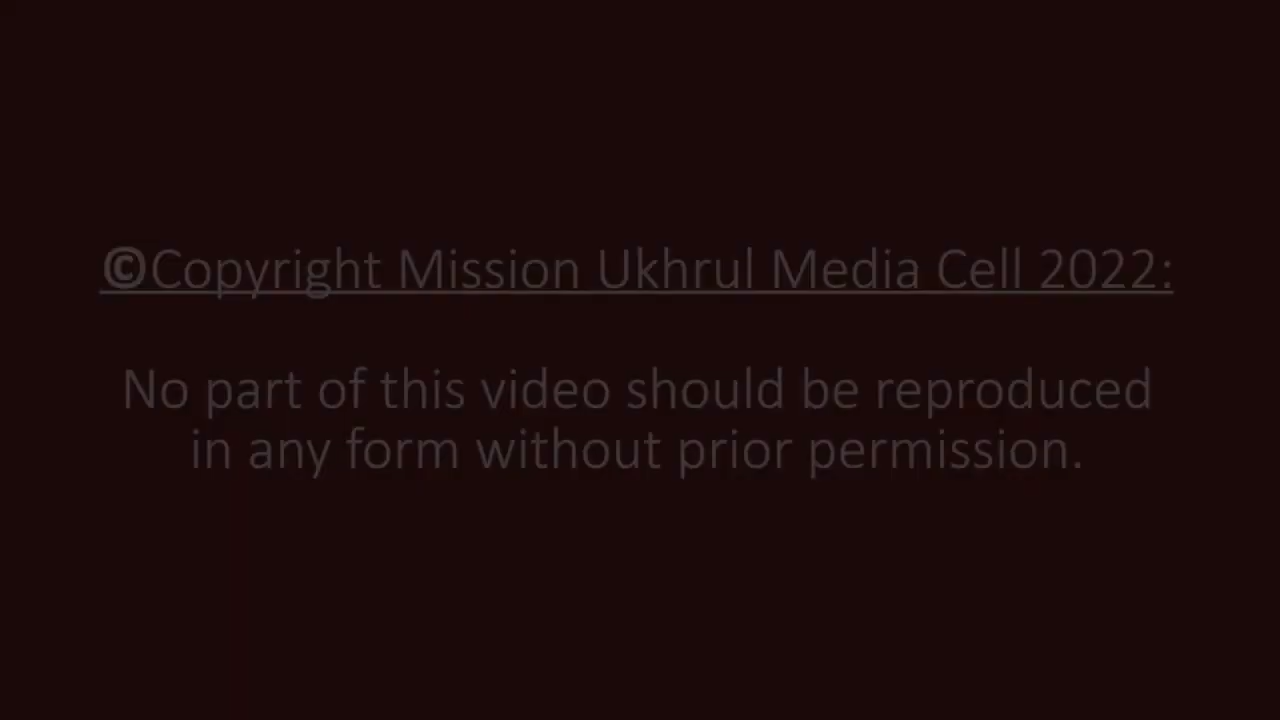 ©Copyright Mission Ukhrul Media Cell 2022:
No part of this video should be reproduced
in any form without prior permission.